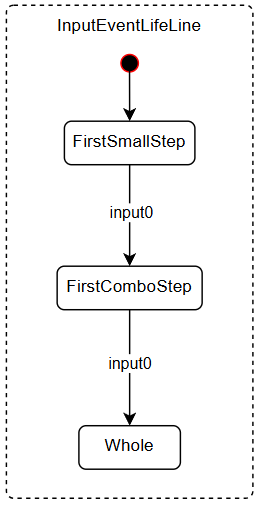 InputEventLifeLine
FirstSmallStep
input0
FirstComboStep
input0
Whole